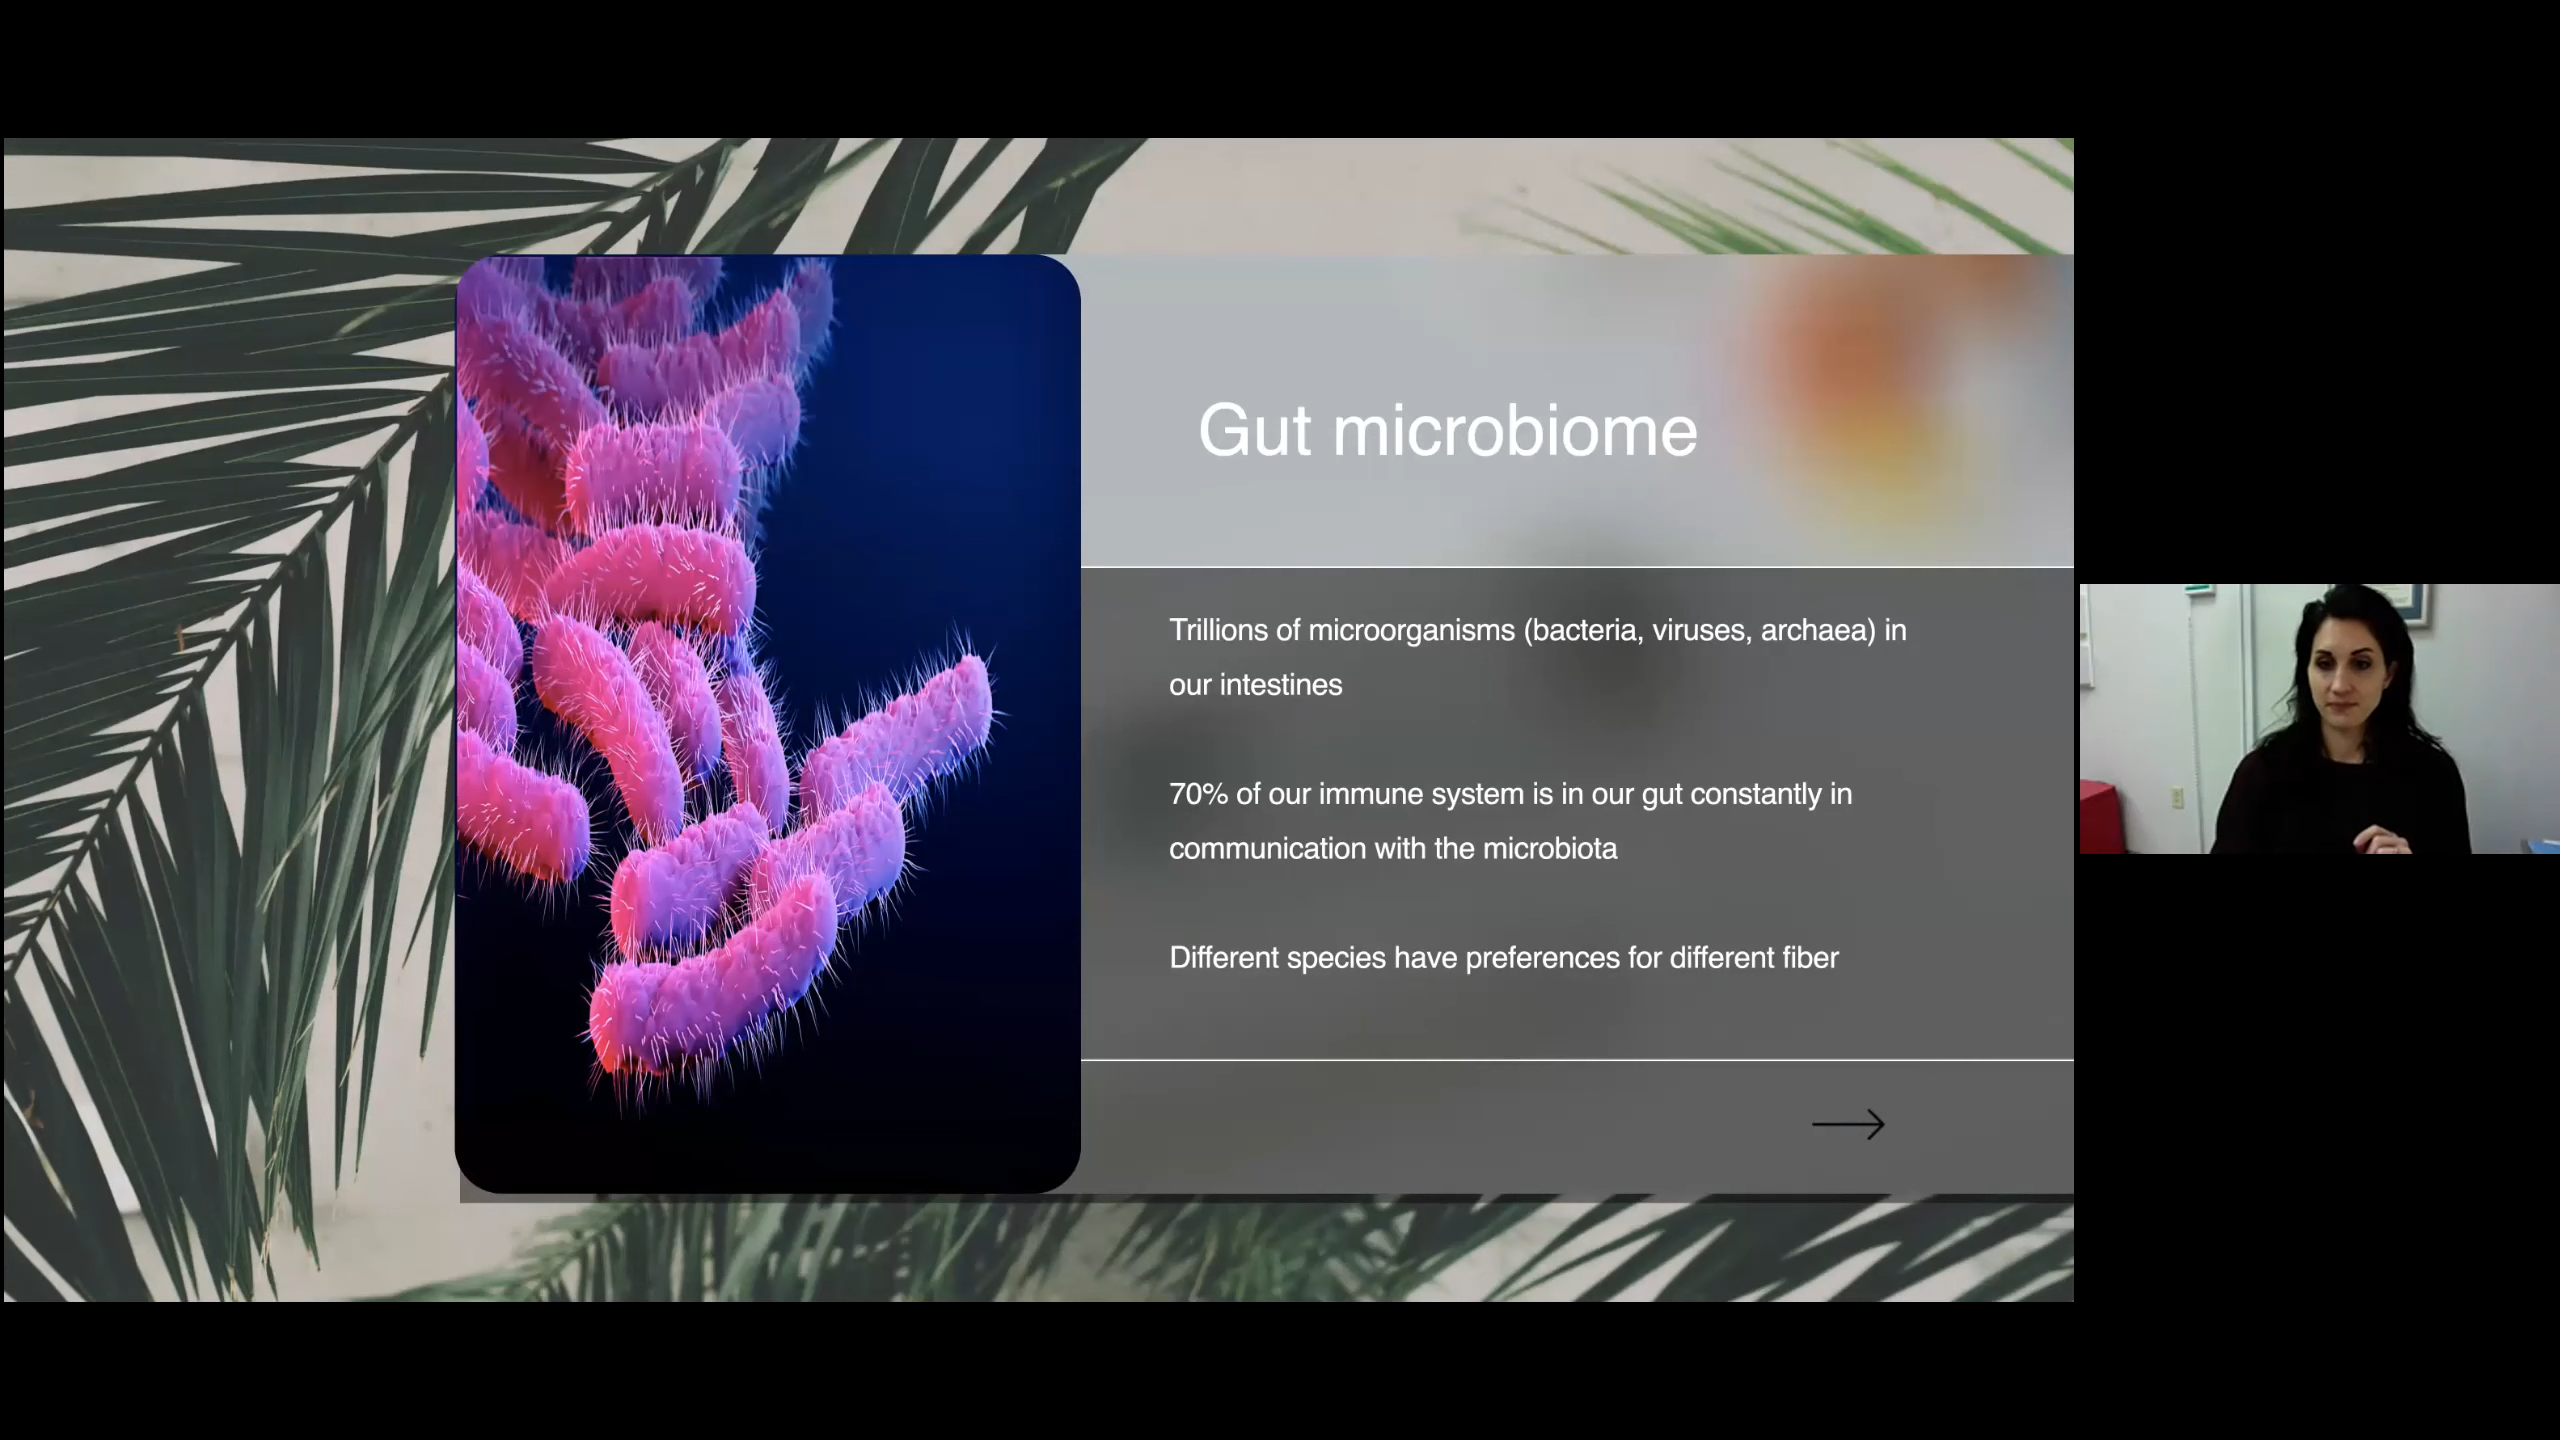 Gut microbiome
Trillions of microorganisms (bacteria, viruses, archaea) in
our intestines
70% of our immune system is in our gut constantly in
communication with the microbiota
Different species have preferences for different fiber